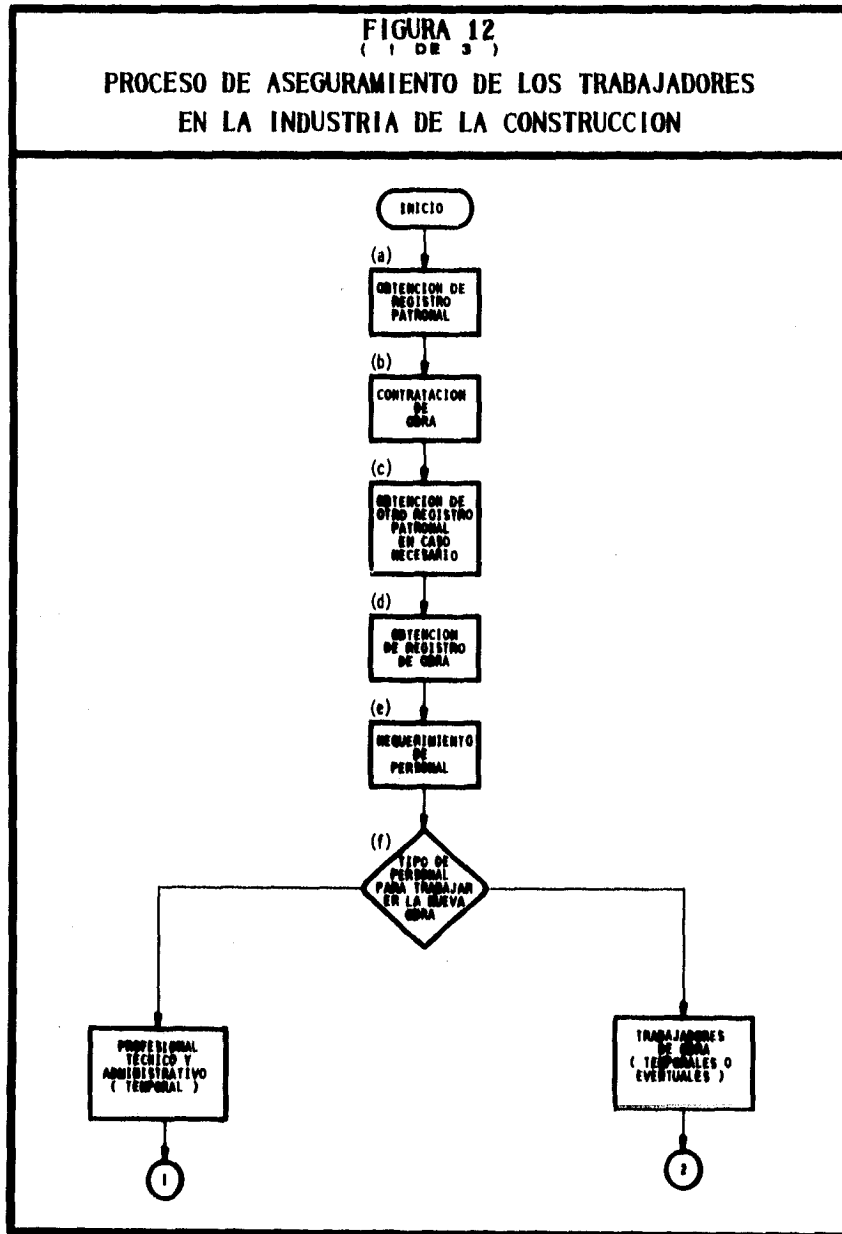 FIGURA 12
( 1 DE 3 )
PROCESO DE ASEGURAMIENTO DE LOS TRABAJADORES
EN LA INDUSTRIA DE LA CONSTRUCCION
INICIO
(a)
OBTENCION DE
REGISTRO
PATRONAL
(b)
CONTRATACION
DE
OBRA
(c)
OBTENCION DE
OTRO REGISTRO
PATRONAL
EN CASO
NECESARIO
(d)
OBTENCION
DE REGISTRO
DE OBRA
(e)
REQUERIMIENTO
DE
PERSONAL
(f)
TIPO DE
PERSONAL
PARA TRABAJAR
EN LA NUEVA
OBRA
PROFESIONAL
TÉCNICO Y
ADMINISTRATIVO
( TEMPORAL )
TRABAJADORES
DE OBRA
( TEMPORALES O
EVENTUALES )
1
2